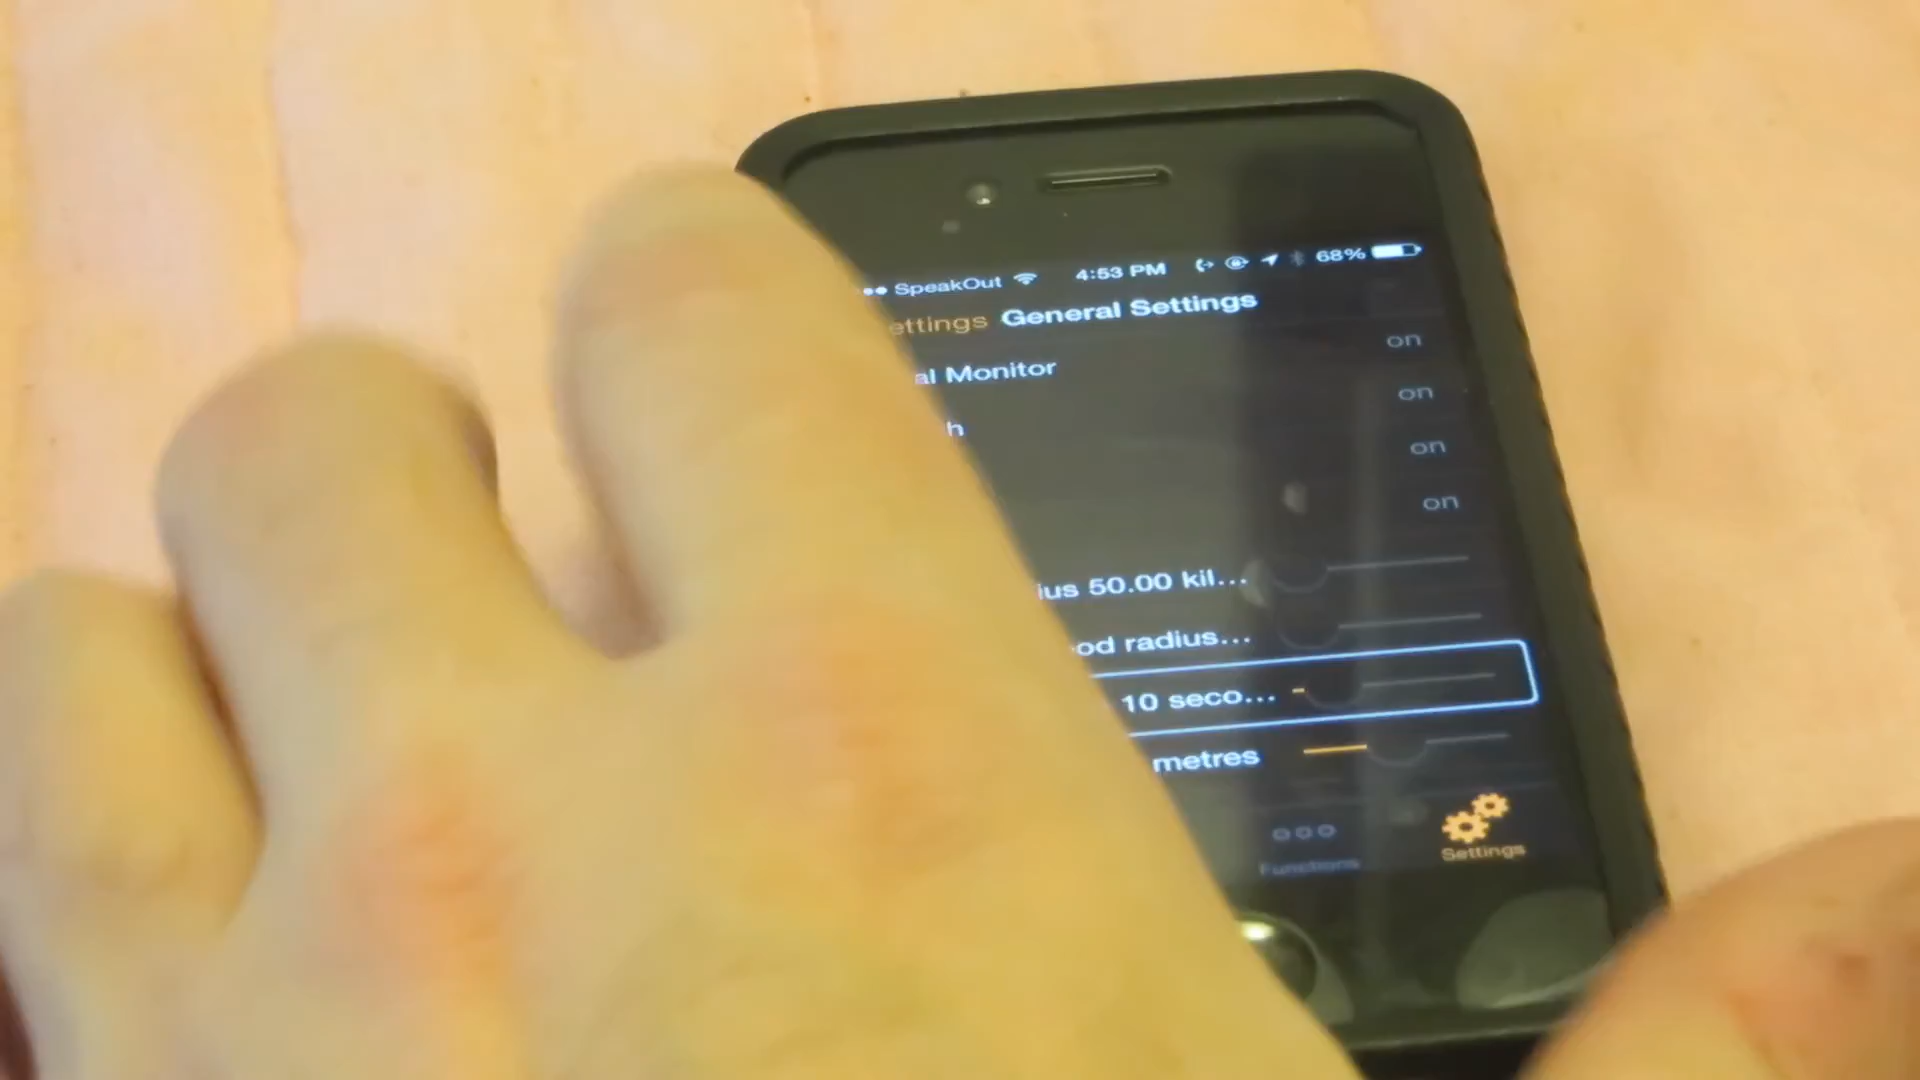 SpeakOut 4:53 PM 68%
ettings General Settings
on
al Monitor
on
h
on
on
ius 50.00 kil...
od radius...
10 seco...
metres
Functions
Settings